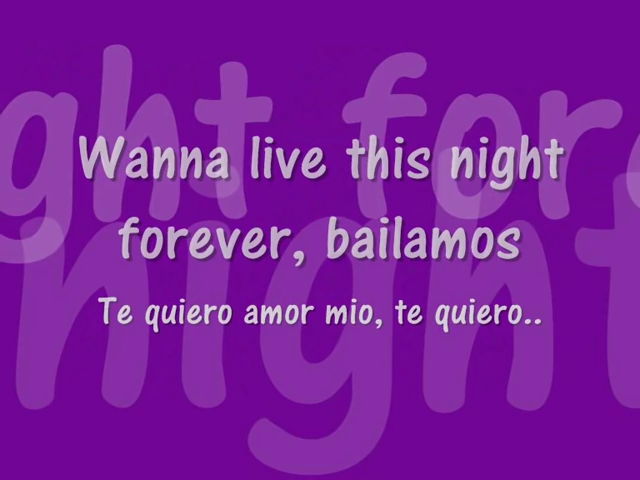 Wanna live this night
forever, bailamos
Te quiero amor mio, te quiero..